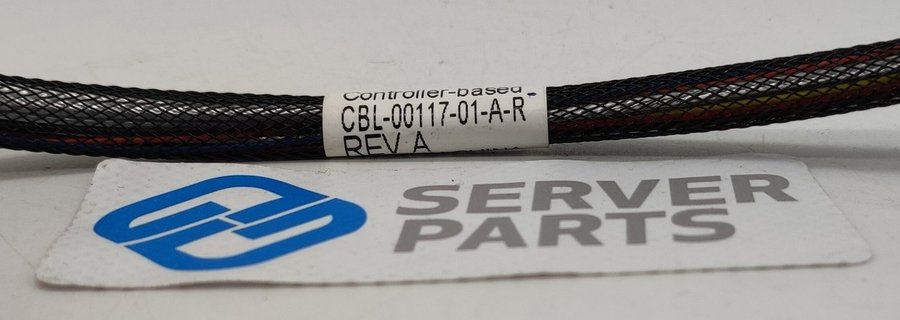 Controller-based
CBL-00117-01-A-R
REV A
SERVER
PARTS